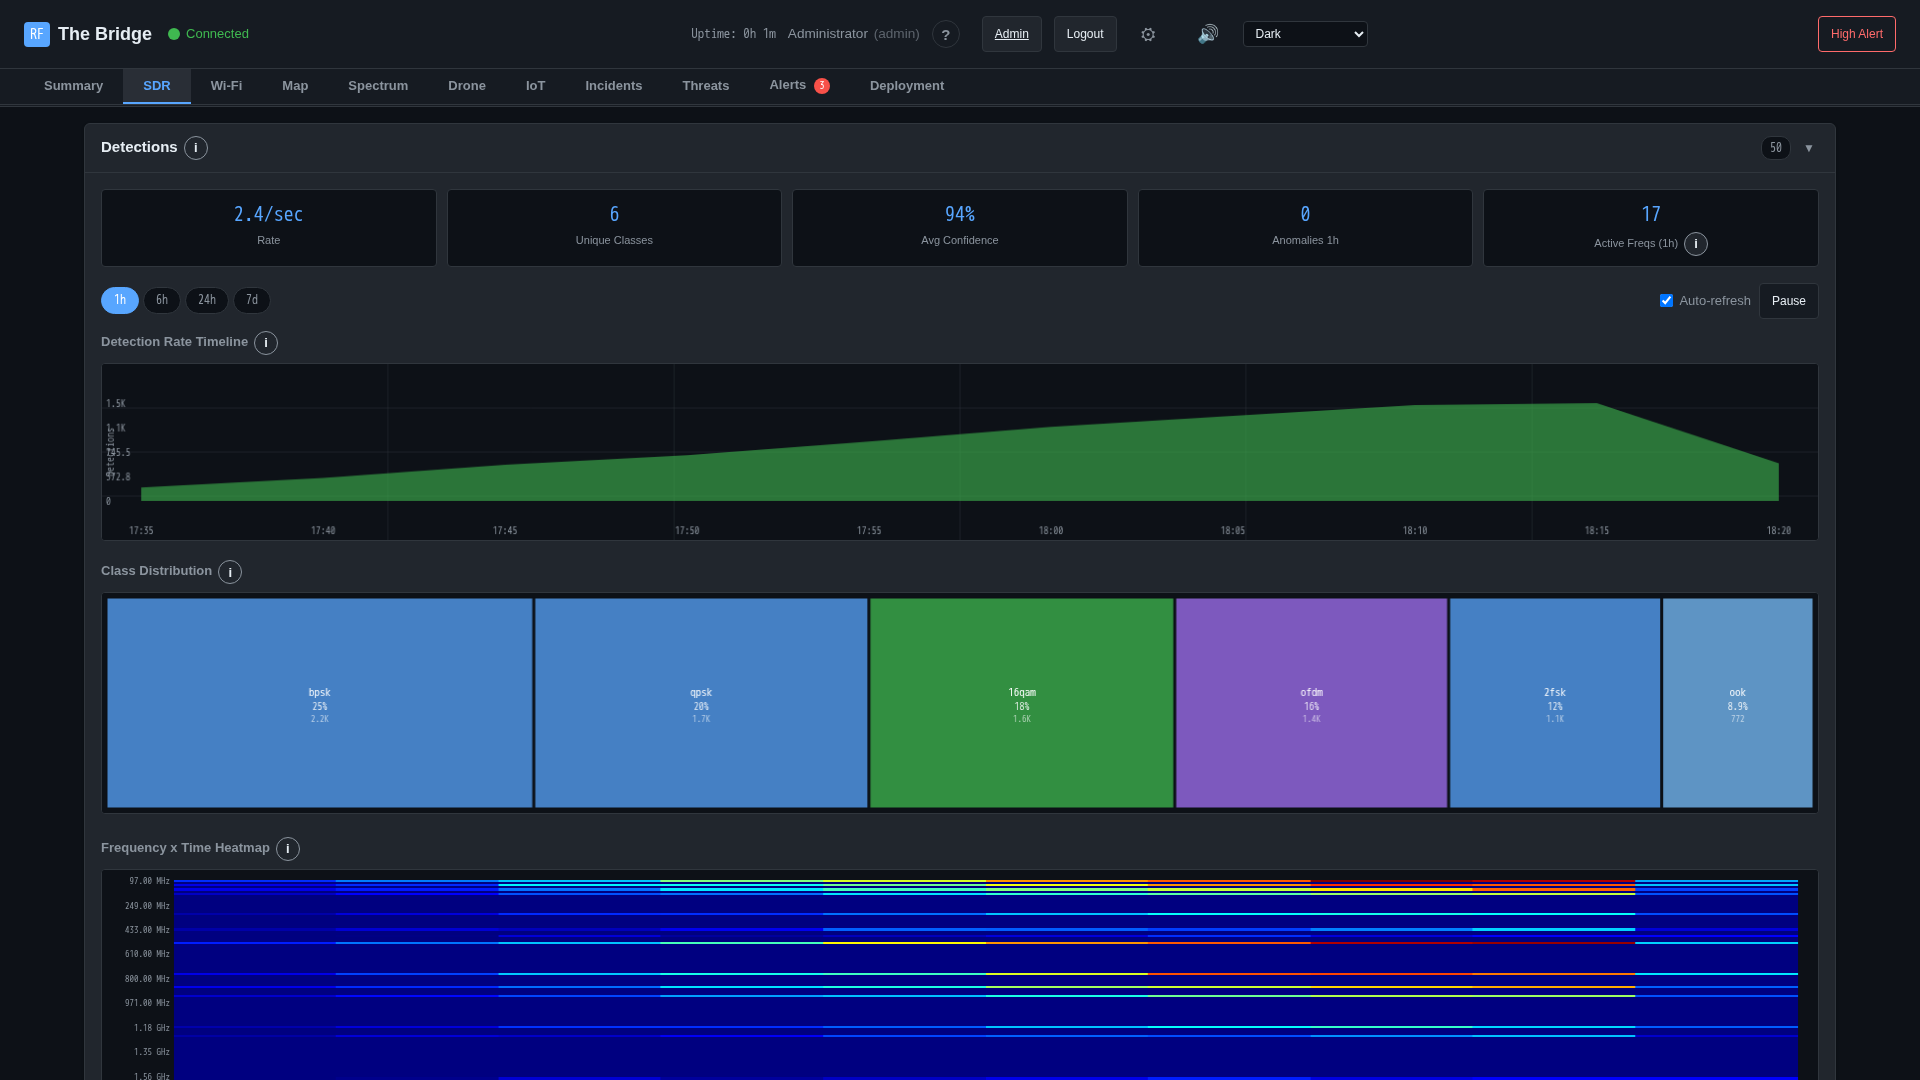 RF The Bridge Connected Uptime: 0h 1m Administrator (admin) ? Admin Logout Dark High Alert
Summary SDR Wi-Fi Map Spectrum Drone IoT Incidents Threats Alerts 3 Deployment
Detections i 50
2.4/sec 6 94% 0 17
Rate Unique Classes Avg Confidence Anomalies 1h Active Freqs (1h) i
1h 6h 24h 7d Auto-refresh Pause
Detection Rate Timeline i
1.5K
1.1K
745.5
372.8
0
Detections
17:35 17:40 17:45 17:50 17:55 18:00 18:05 18:10 18:15 18:20
Class Distribution i
bpsk qpsk 16qam ofdm 2fsk ook
25% 20% 18% 16% 12% 8.9%
2.2K 1.7K 1.6K 1.4K 1.1K 772
Frequency x Time Heatmap i
97.00 MHz
249.00 MHz
433.00 MHz
610.00 MHz
800.00 MHz
971.00 MHz
1.18 GHz
1.35 GHz
1.56 GHz